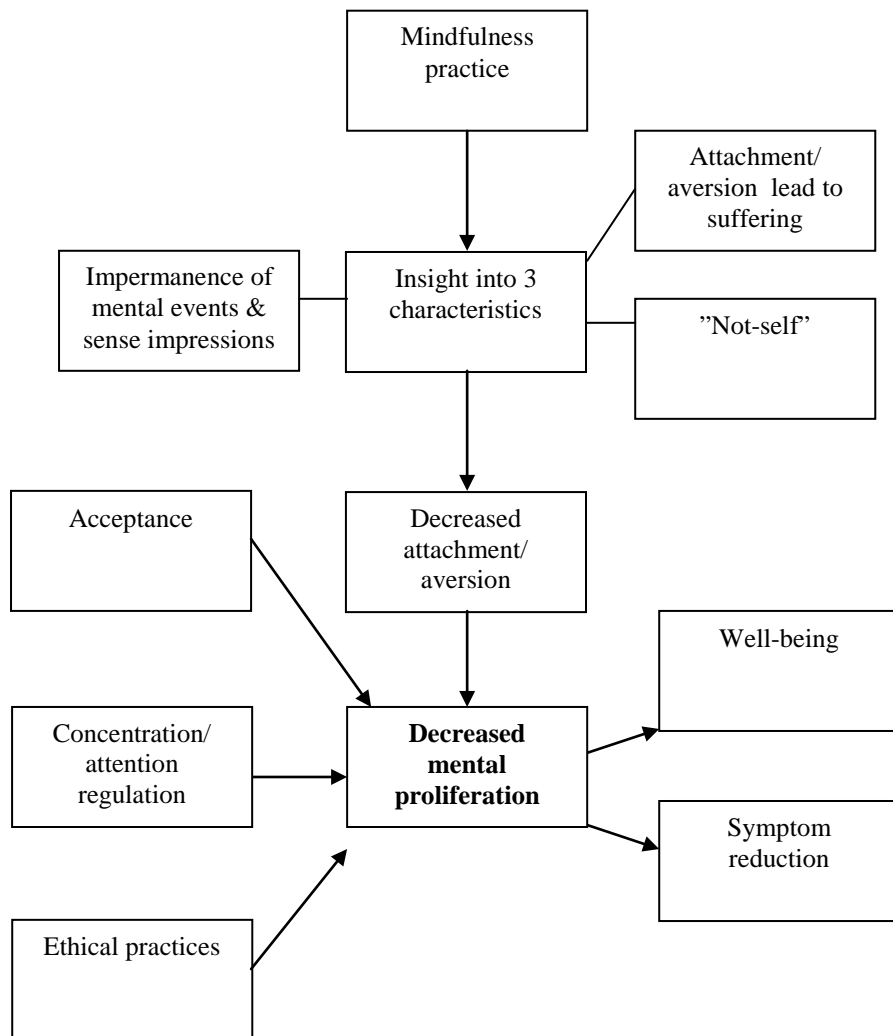 Mindfulness
practice
Attachment/
aversion lead to
suffering
Impermanence of
mental events &
sense impressions
Insight into 3
characteristics
”Not-self”
Acceptance
Decreased
attachment/
aversion
Well-being
Concentration/
attention
regulation
Decreased
mental
proliferation
Symptom
reduction
Ethical practices